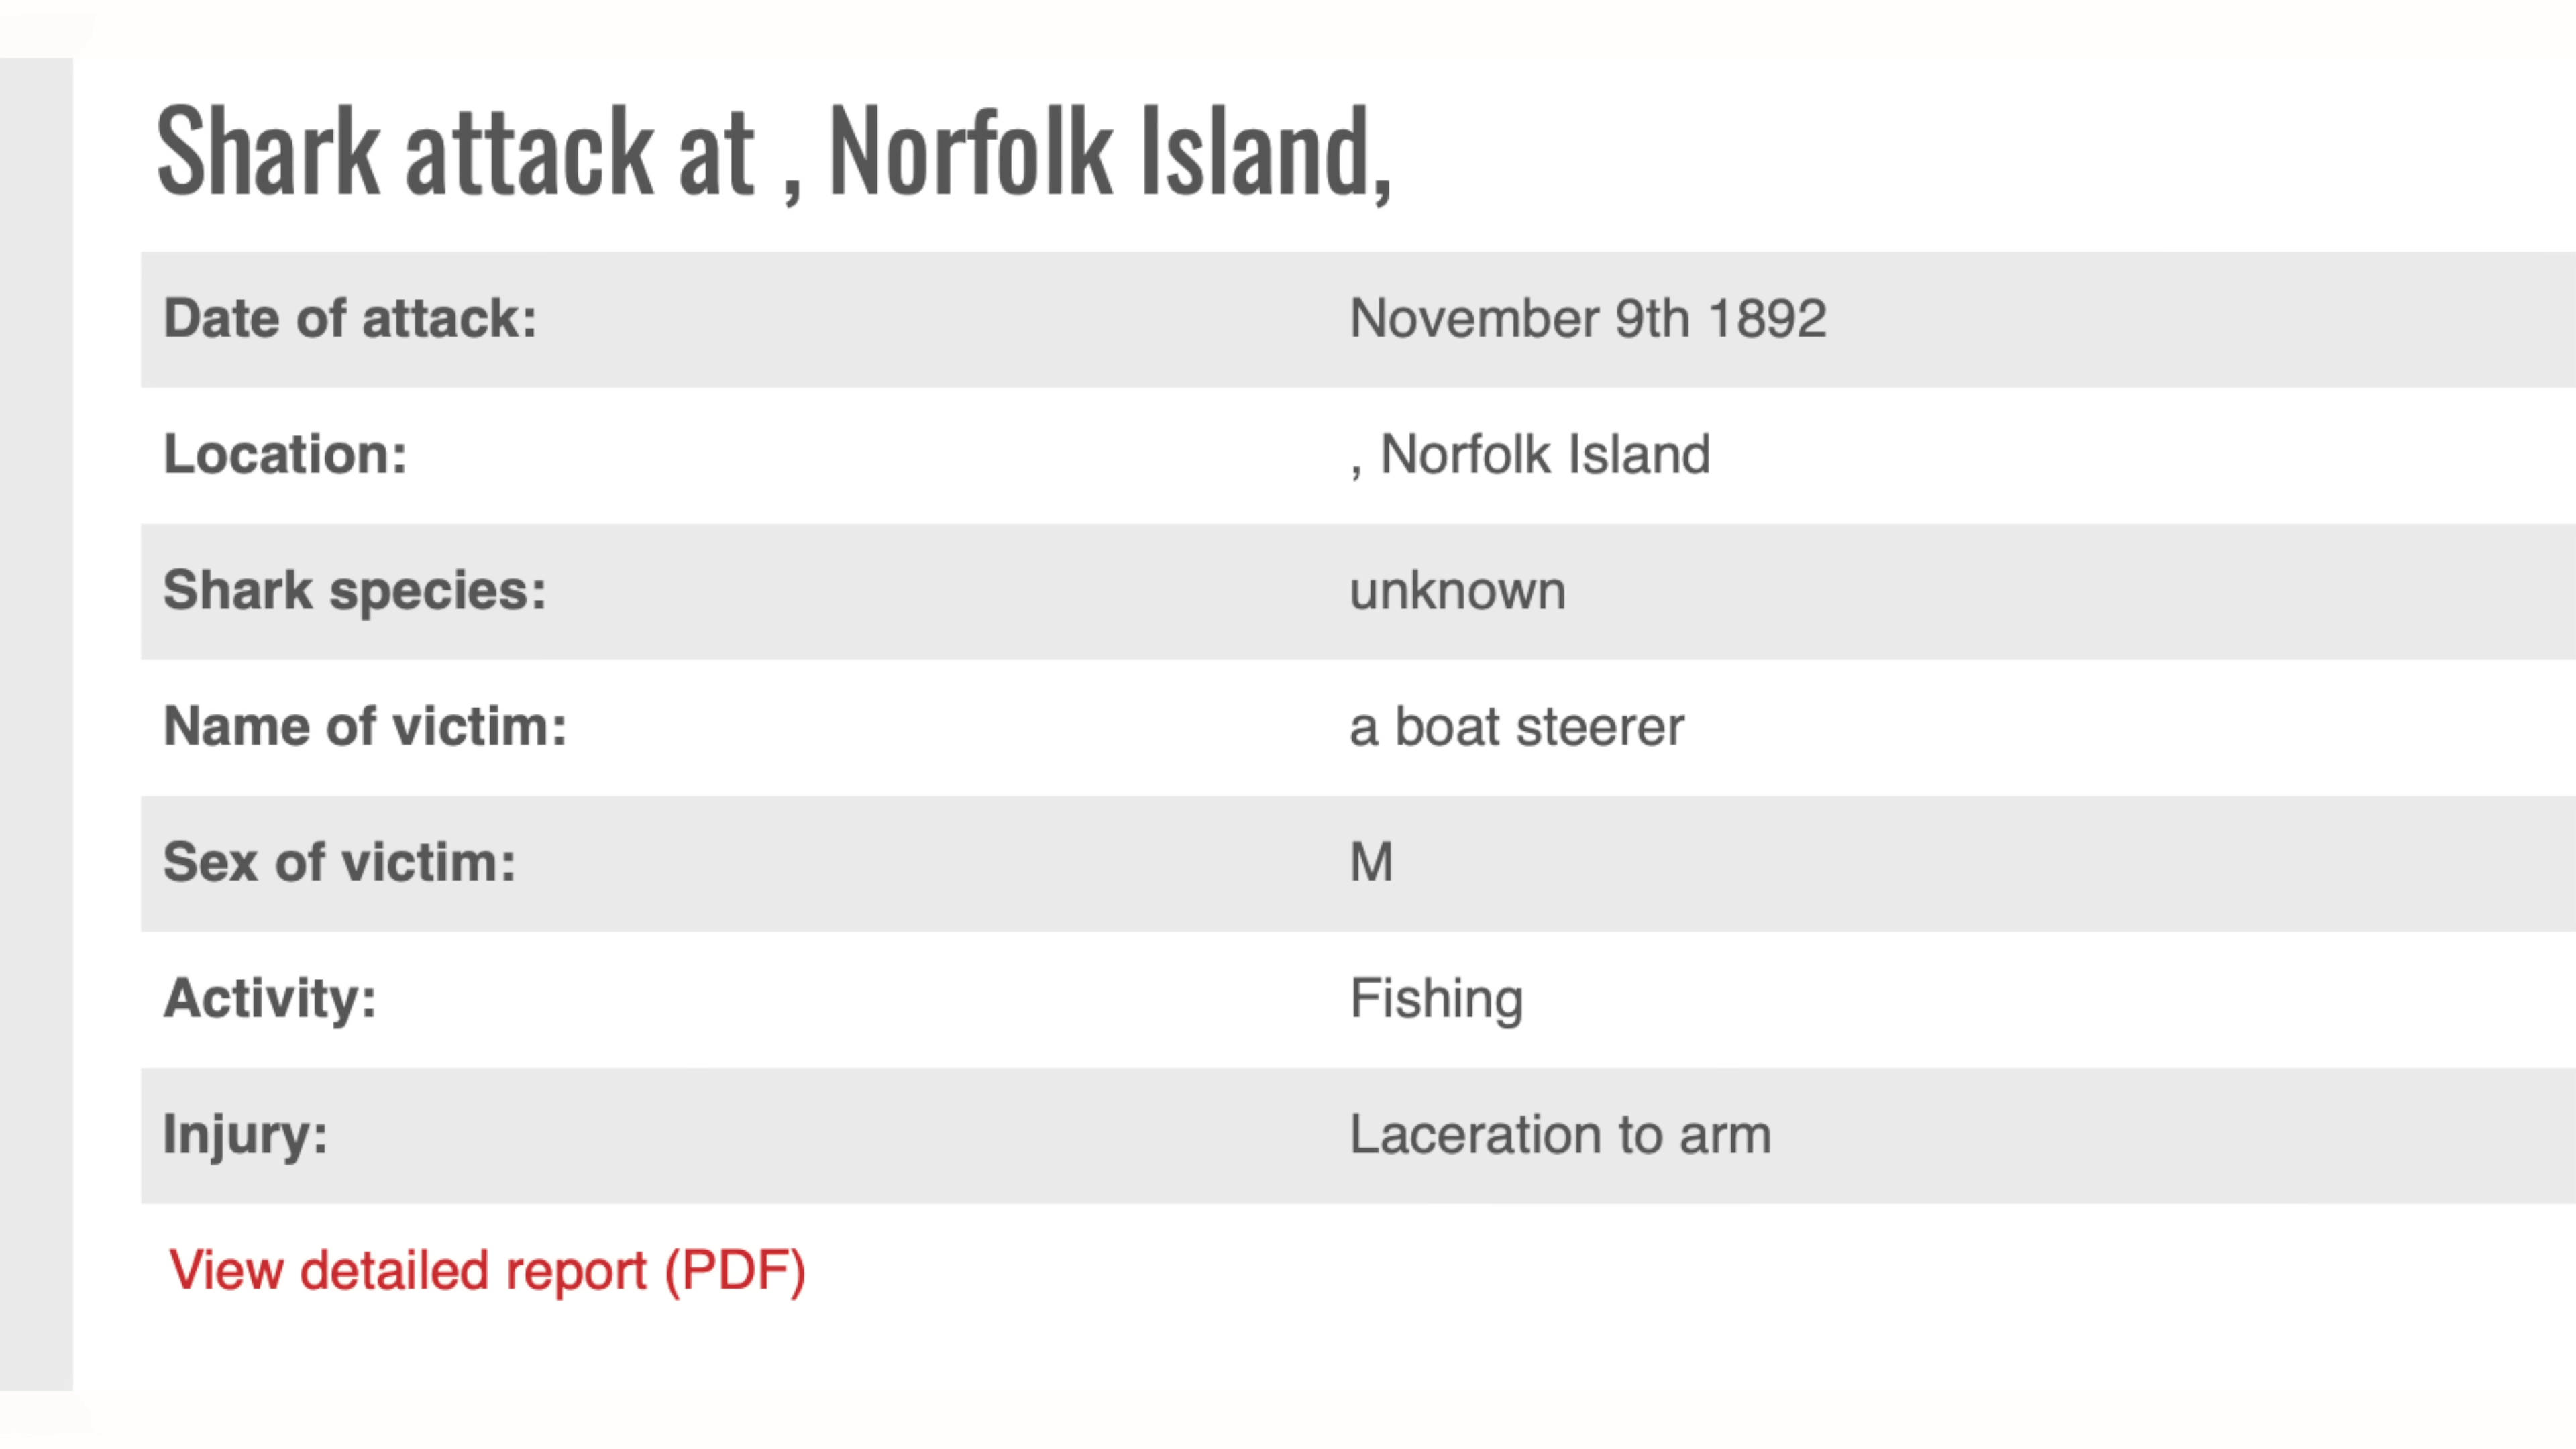 Shark attack at , Norfolk Island,
Date of attack: November 9th 1892
Location: , Norfolk Island
Shark species: unknown
Name of victim: a boat steerer
Sex of victim: M
Activity: Fishing
Injury: Laceration to arm
View detailed report (PDF)